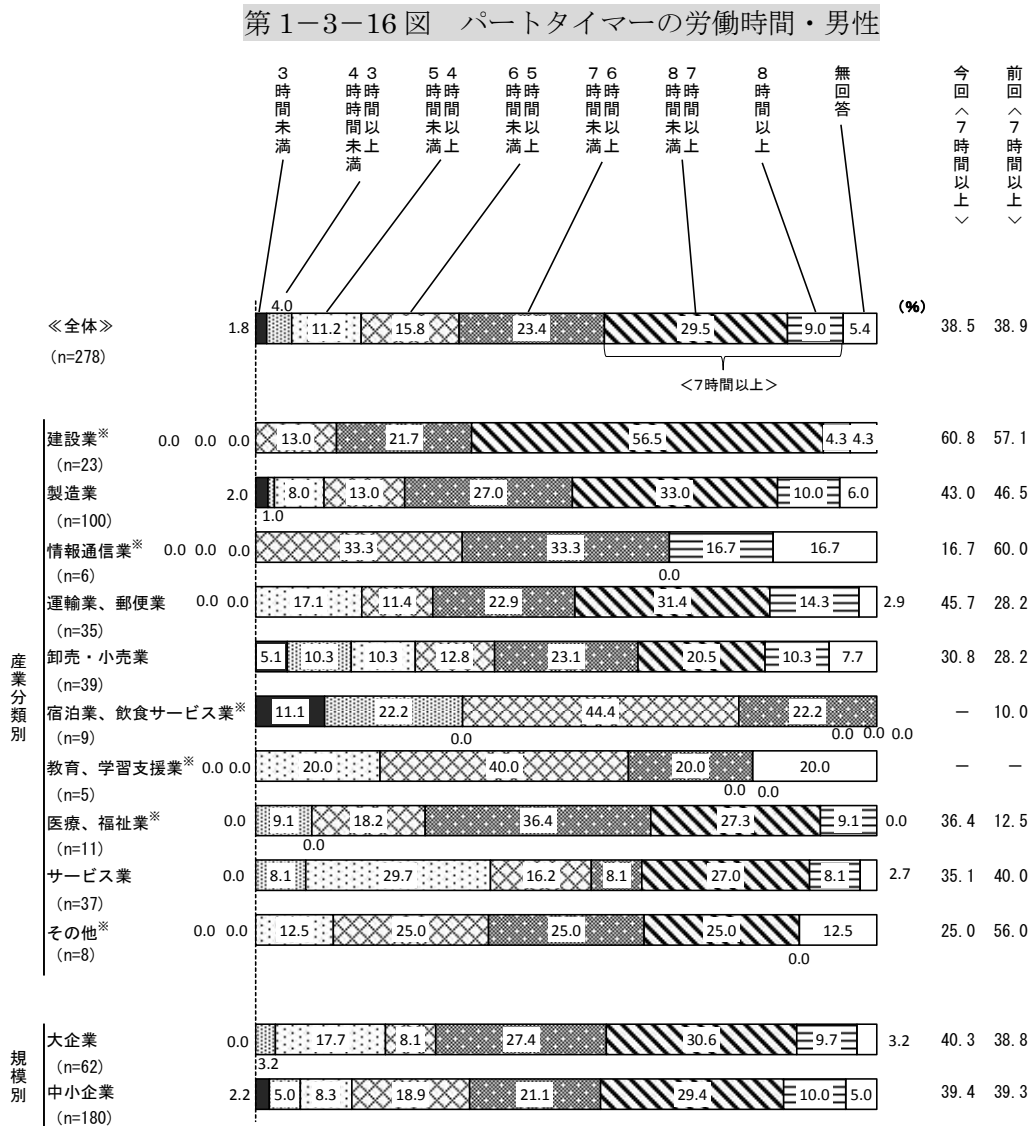 第1－3－16図　パートタイマーの労働時間・男性
3時間未満
3時間以上
4時時間未満
4時間以上
5時間未満
5時間以上
6時間未満
6時間以上
7時間未満
7時間以上
8時間未満
8時間以上
無回答
今回＜7時間以上＞
前回＜7時間以上＞
(%)
≪全体≫ 1.8 4.0 11.2 15.8 23.4 29.5 9.0 5.4 38.5 38.9
(n=278)
＜7時間以上＞
産業分類別
建設業※ 0.0 0.0 0.0 13.0 21.7 56.5 4.3 4.3 60.8 57.1
(n=23)
製造業 2.0 1.0 8.0 13.0 27.0 33.0 10.0 6.0 43.0 46.5
(n=100)
情報通信業※ 0.0 0.0 0.0 33.3 33.3 0.0 16.7 16.7 16.7 60.0
(n=6)
運輸業、郵便業 0.0 0.0 17.1 11.4 22.9 31.4 14.3 2.9 45.7 28.2
(n=35)
卸売・小売業 5.1 10.3 10.3 12.8 23.1 20.5 10.3 7.7 30.8 28.2
(n=39)
宿泊業、飲食サービス業※ 11.1 22.2 0.0 44.4 22.2 0.0 0.0 0.0 － 10.0
(n=9)
教育、学習支援業※ 0.0 0.0 20.0 40.0 20.0 0.0 0.0 20.0 － －
(n=5)
医療、福祉業※ 0.0 9.1 0.0 18.2 36.4 27.3 9.1 0.0 36.4 12.5
(n=11)
サービス業 0.0 8.1 29.7 16.2 8.1 27.0 8.1 2.7 35.1 40.0
(n=37)
その他※ 0.0 0.0 12.5 25.0 25.0 25.0 0.0 12.5 25.0 56.0
(n=8)
規模別
大企業 0.0 3.2 17.7 8.1 27.4 30.6 9.7 3.2 40.3 38.8
(n=62)
中小企業 2.2 5.0 8.3 18.9 21.1 29.4 10.0 5.0 39.4 39.3
(n=180)